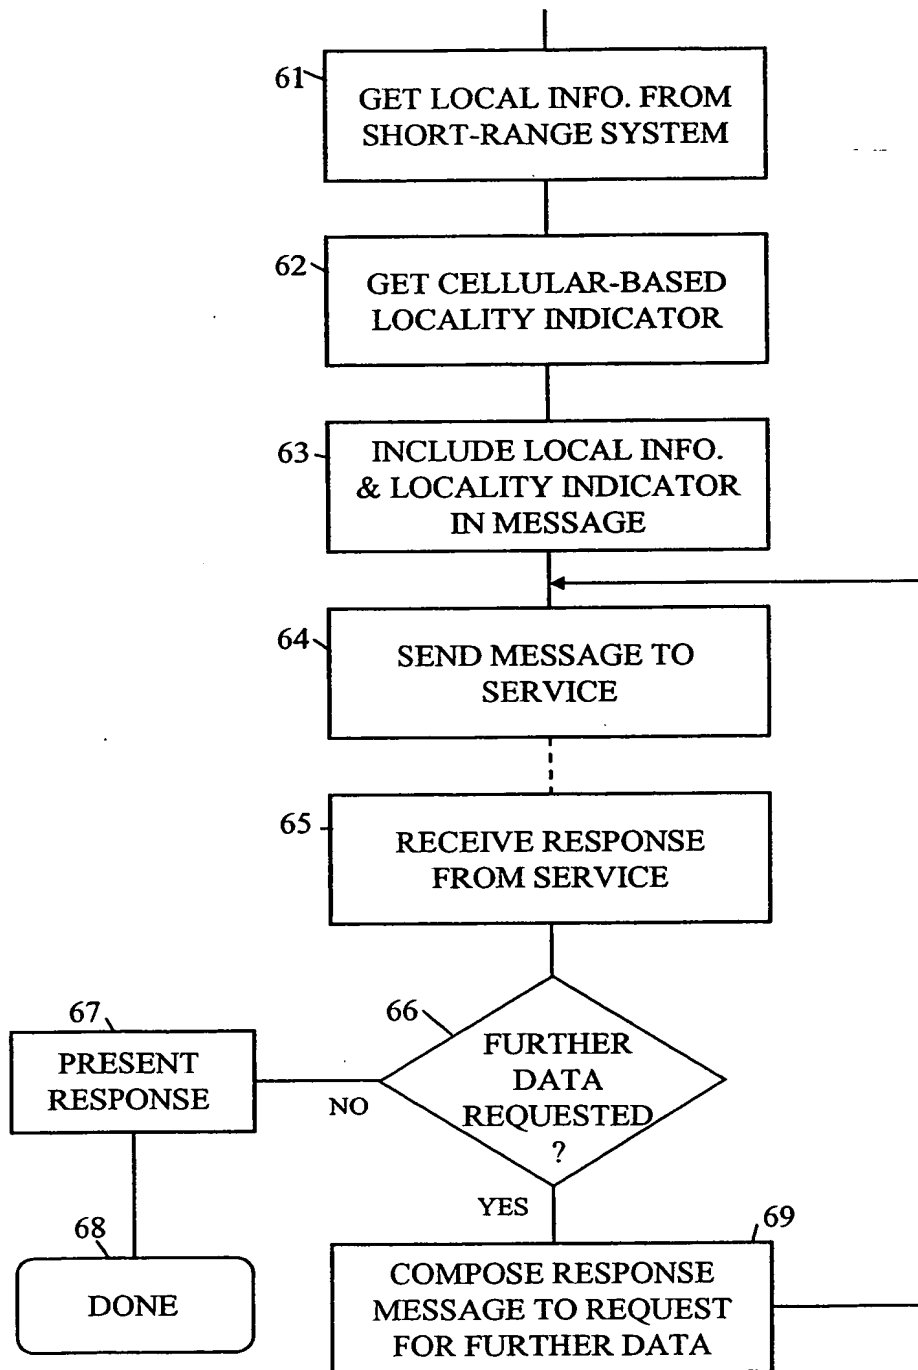 61
GET LOCAL INFO. FROM
SHORT-RANGE SYSTEM
62
GET CELLULAR-BASED
LOCALITY INDICATOR
63
INCLUDE LOCAL INFO.
& LOCALITY INDICATOR
IN MESSAGE
64
SEND MESSAGE TO
SERVICE
65
RECEIVE RESPONSE
FROM SERVICE
66
FURTHER
DATA
REQUESTED
?
NO
67
PRESENT
RESPONSE
68
DONE
YES
69
COMPOSE RESPONSE
MESSAGE TO REQUEST
FOR FURTHER DATA